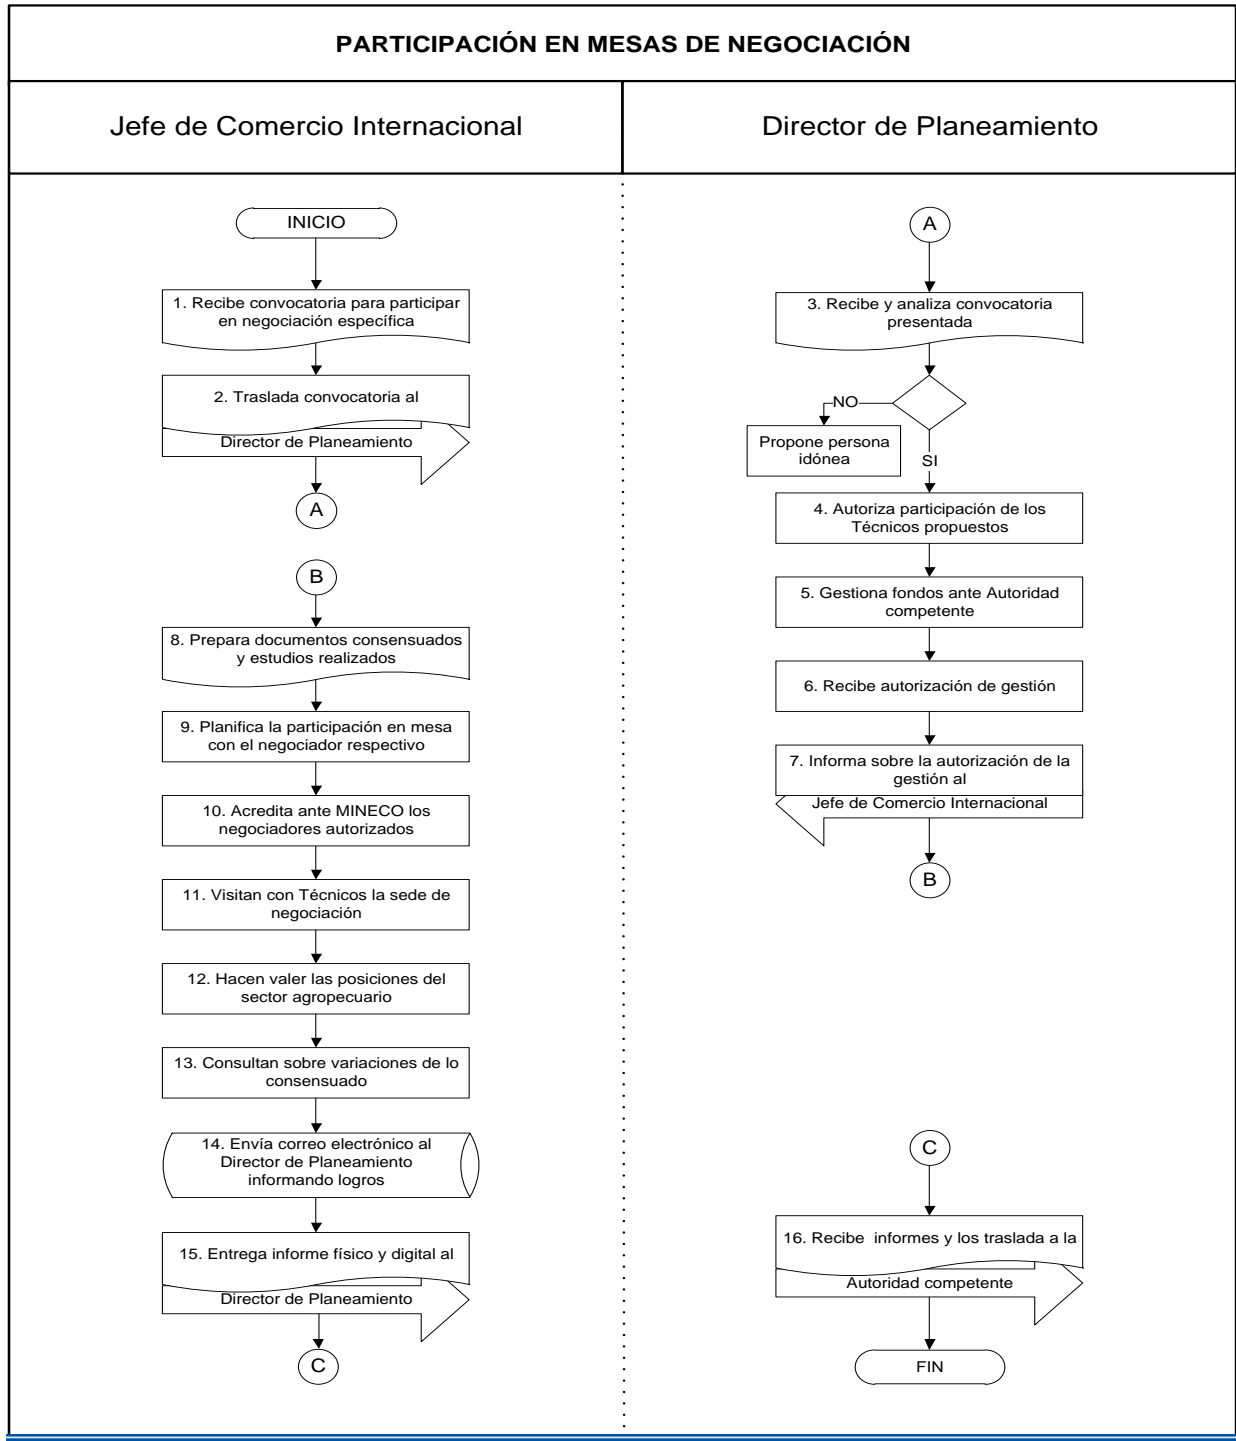 PARTICIPACIÓN EN MESAS DE NEGOCIACIÓN
Jefe de Comercio Internacional
Director de Planeamiento
INICIO
1. Recibe convocatoria para participar
en negociación específica
2. Traslada convocatoria al
Director de Planeamiento
A
B
8. Prepara documentos consensuados
y estudios realizados
9. Planifica la participación en mesa
con el negociador respectivo
10. Acredita ante MINECO los
negociadores autorizados
11. Visitan con Técnicos la sede de
negociación
12. Hacen valer las posiciones del
sector agropecuario
13. Consultan sobre variaciones de lo
consensuado
14. Envía correo electrónico al
Director de Planeamiento
informando logros
15. Entrega informe físico y digital al
Director de Planeamiento
C
A
3. Recibe y analiza convocatoria
presentada
NO
Propone persona
idónea
SI
4. Autoriza participación de los
Técnicos propuestos
5. Gestiona fondos ante Autoridad
competente
6. Recibe autorización de gestión
7. Informa sobre la autorización de la
gestión al
Jefe de Comercio Internacional
B
C
16. Recibe  informes y los traslada a la
Autoridad competente
FIN